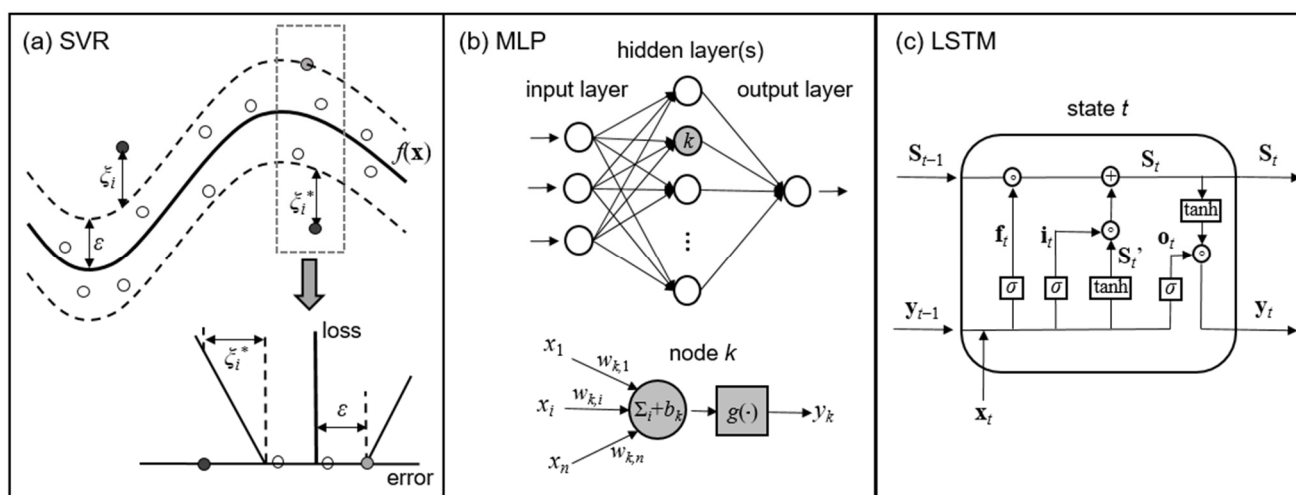 (a) SVR
f(x)
ξi
ξi*
ε
loss
ξi*
ε
error
(b) MLP
hidden layer(s)
input layer
output layer
k
⋮
node k
x1
wk,1
xi
wk,i
Σi+bk
g(·)
yk
xn
wk,n
(c) LSTM
state t
St−1
St
St
tanh
ft
it
ot
St’
σ
σ
tanh
σ
yt−1
yt
xt